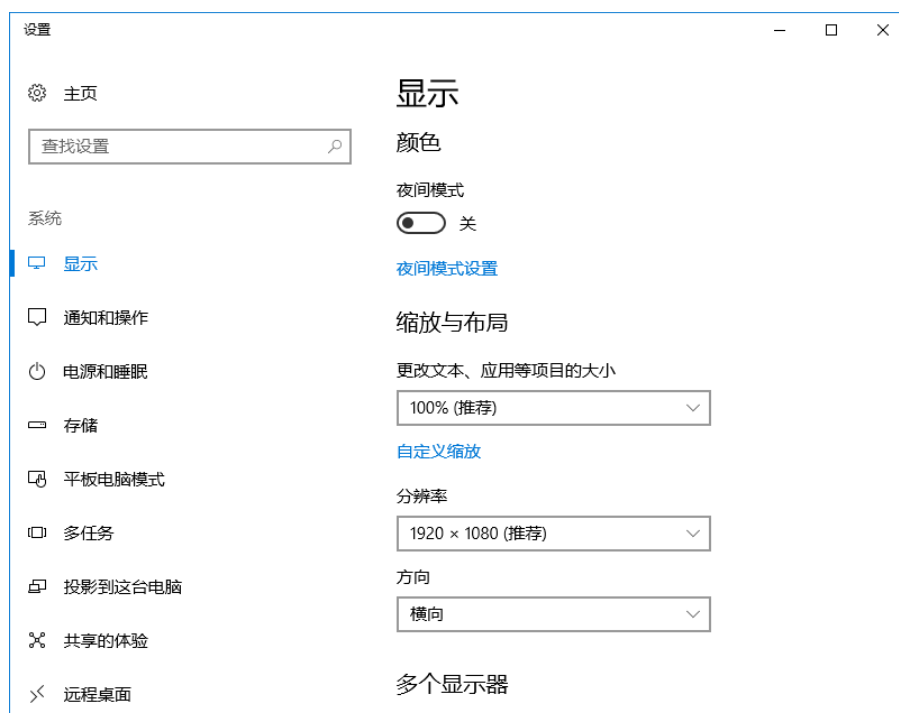 设置
主页
查找设置
系统
显示
通知和操作
电源和睡眠
存储
平板电脑模式
多任务
投影到这台电脑
共享的体验
远程桌面
显示
颜色
夜间模式
关
夜间模式设置
缩放与布局
更改文本、应用等项目的大小
100% (推荐)
自定义缩放
分辨率
1920 × 1080 (推荐)
方向
横向
多个显示器